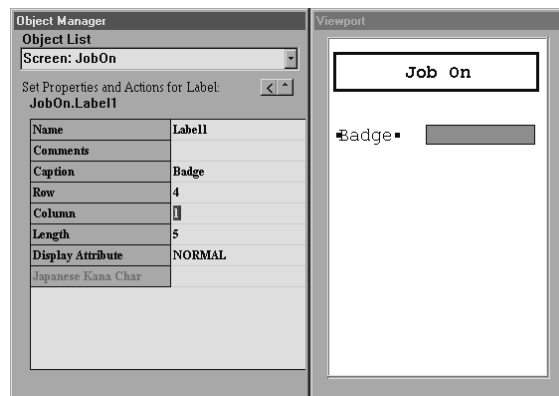 Object Manager
Object List
Screen: JobOn
Set Properties and Actions for Label:
JobOn.Label1
< ^
Name Label1
Comments
Caption Badge
Row 4
Column 1
Length 5
Display Attribute NORMAL
Japanese Kana Char
Viewport
Job On
Badge